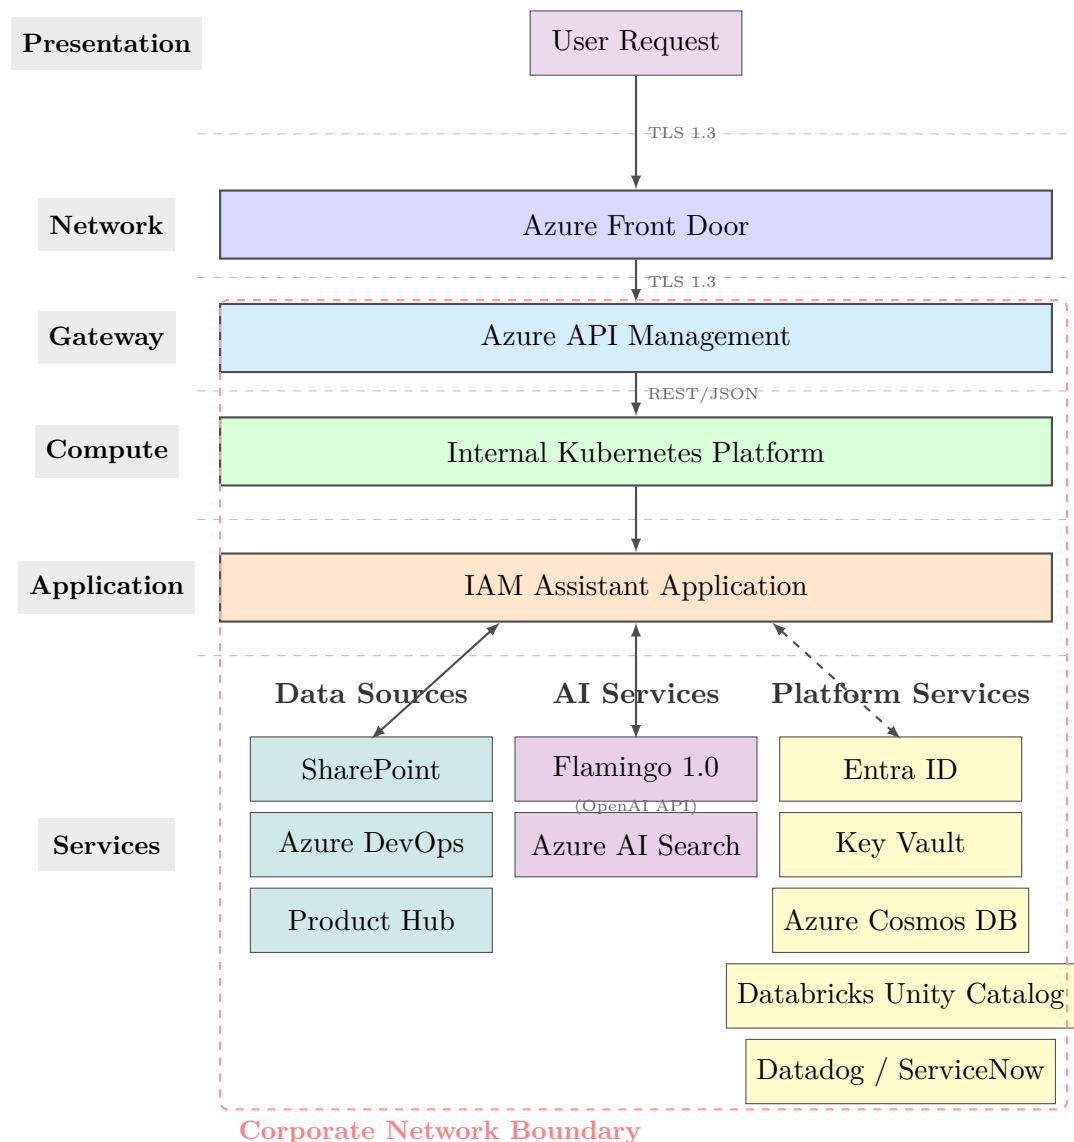 Presentation
User Request
TLS 1.3
Network
Azure Front Door
TLS 1.3
Gateway
Azure API Management
REST/JSON
Compute
Internal Kubernetes Platform
Application
IAM Assistant Application
Data Sources
AI Services
Platform Services
SharePoint
Flamingo 1.0
Entra ID
(OpenAI API)
Services
Azure DevOps
Azure AI Search
Key Vault
Product Hub
Azure Cosmos DB
Databricks Unity Catalog
Datadog / ServiceNow
Corporate Network Boundary